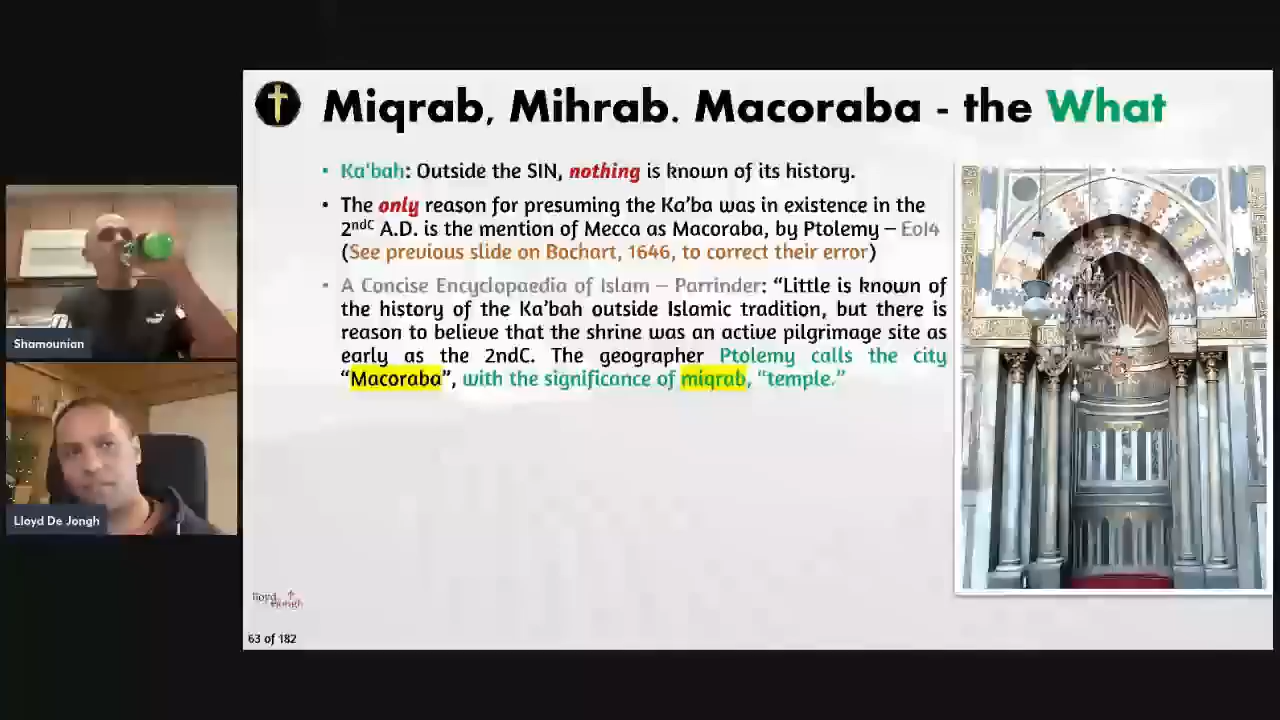 Miqrab, Mihrab. Macoraba - the What
• Ka'bah: Outside the SIN, nothing is known of its history.
• The only reason for presuming the Ka'ba was in existence in the
2ndC A.D. is the mention of Mecca as Macoraba, by Ptolemy – EoI4
(See previous slide on Bochart, 1646, to correct their error)
• A Concise Encyclopaedia of Islam – Parrinder: “Little is known of
the history of the Ka'bah outside Islamic tradition, but there is
reason to believe that the shrine was an active pilgrimage site as
early as the 2ndC. The geographer Ptolemy calls the city
“Macoraba”, with the significance of miqrab, “temple.”
Shamounian
Lloyd De Jongh
lloyd
dejongh
63 of 182